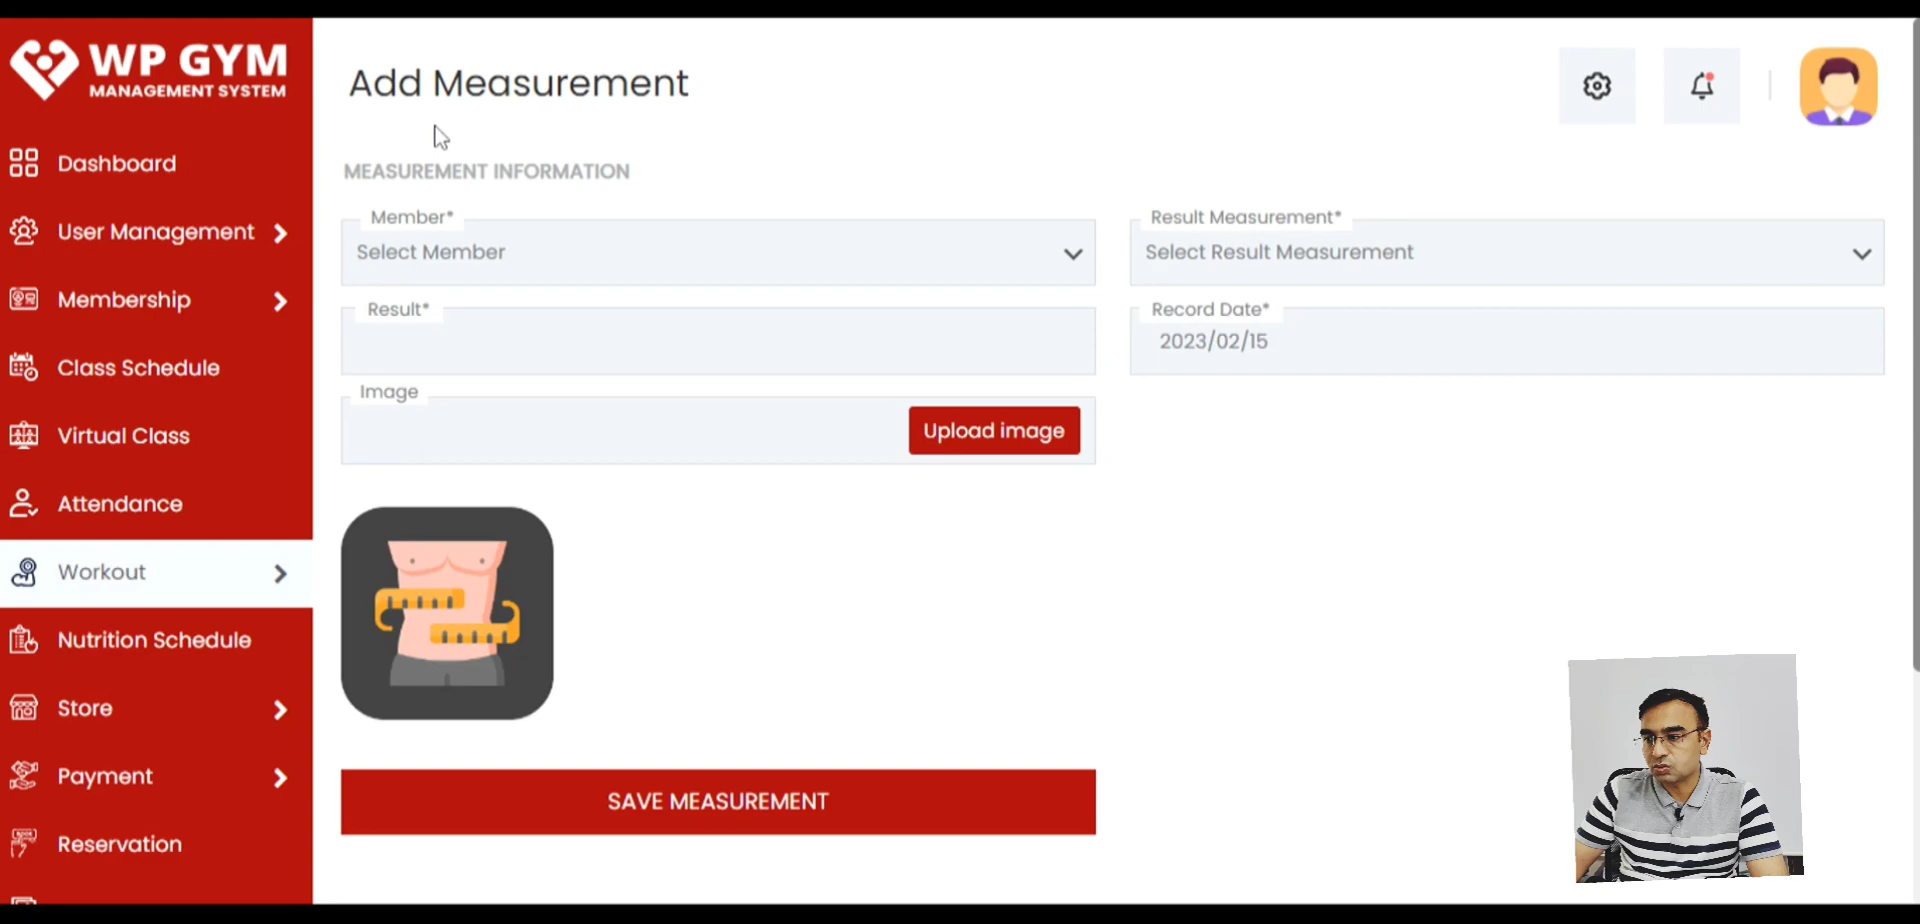 WP GYM
MANAGEMENT SYSTEM
Dashboard
User Management
Membership
Class Schedule
Virtual Class
Attendance
Workout
Nutrition Schedule
Store
Payment
Reservation
Add Measurement
MEASUREMENT INFORMATION
Member*
Select Member
Result Measurement*
Select Result Measurement
Result*
Record Date*
2023/02/15
Image
Upload image
SAVE MEASUREMENT